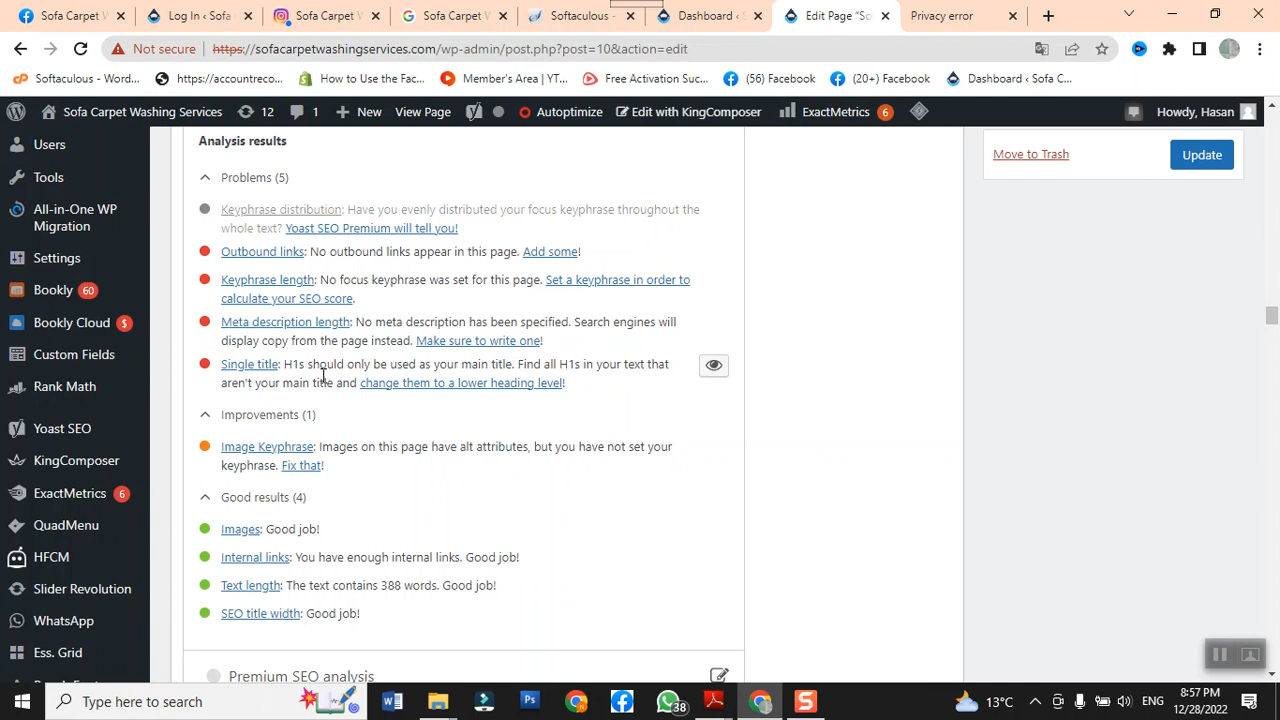 Sofa Carpet W
Log In ‹ Sofa C
Sofa Carpet W
Sofa Carpet W
Softaculous -
Dashboard ‹ S
Edit Page "So
Privacy error
Not secure https://sofacarpetwashingservices.com/wp-admin/post.php?post=10&action=edit
Softaculous - Word...
https://accountreco...
How to Use the Fac...
Member's Area | YT...
Free Activation Suc...
(56) Facebook
(20+) Facebook
Dashboard ‹ Sofa C...
Sofa Carpet Washing Services 12 1 New View Page Autoptimize Edit with KingComposer ExactMetrics 6 Howdy, Hasan
Users
Tools
All-in-One WP
Migration
Settings
Bookly 60
Bookly Cloud $
Custom Fields
Rank Math
Yoast SEO
KingComposer
ExactMetrics 6
QuadMenu
HFCM
Slider Revolution
WhatsApp
Ess. Grid
Analysis results
Problems (5)
Keyphrase distribution: Have you evenly distributed your focus keyphrase throughout the
whole text? Yoast SEO Premium will tell you!
Outbound links: No outbound links appear in this page. Add some!
Keyphrase length: No focus keyphrase was set for this page. Set a keyphrase in order to
calculate your SEO score.
Meta description length: No meta description has been specified. Search engines will
display copy from the page instead. Make sure to write one!
Single title: H1s should only be used as your main title. Find all H1s in your text that
aren't your main title and change them to a lower heading level!
Improvements (1)
Image Keyphrase: Images on this page have alt attributes, but you have not set your
keyphrase. Fix that!
Good results (4)
Images: Good job!
Internal links: You have enough internal links. Good job!
Text length: The text contains 388 words. Good job!
SEO title width: Good job!
Premium SEO analysis
Move to Trash
Update
Type here to search
38
13°C
ENG
8:57 PM
12/28/2022